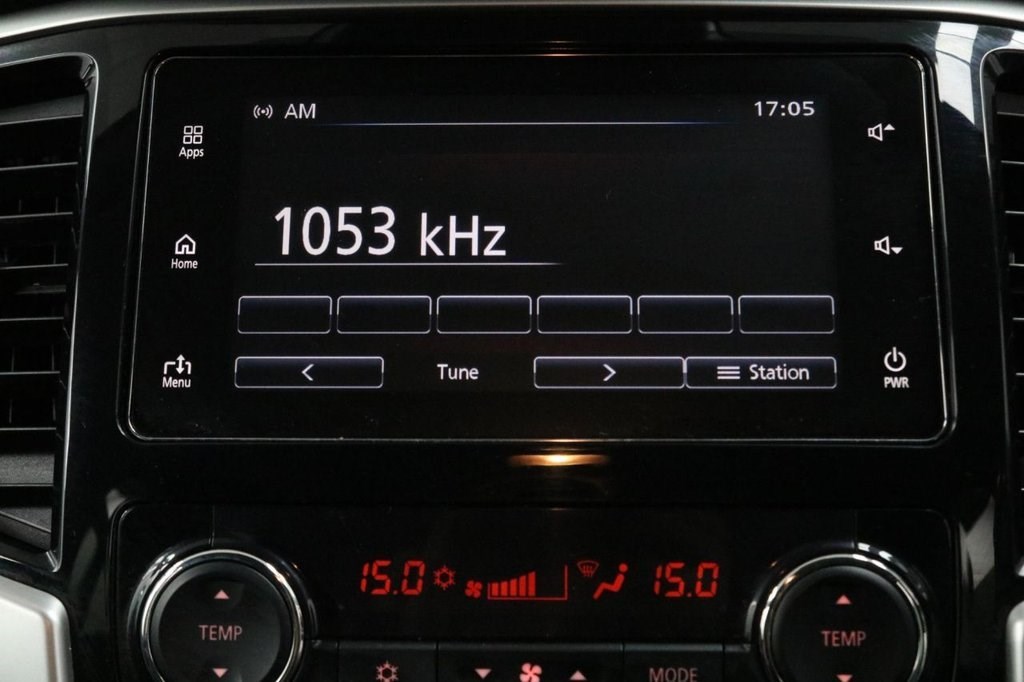 AM 17:05
Apps
1053 kHz
Home
< Tune > Station
Menu
PWR
15.0 15.0
TEMP TEMP
MODE